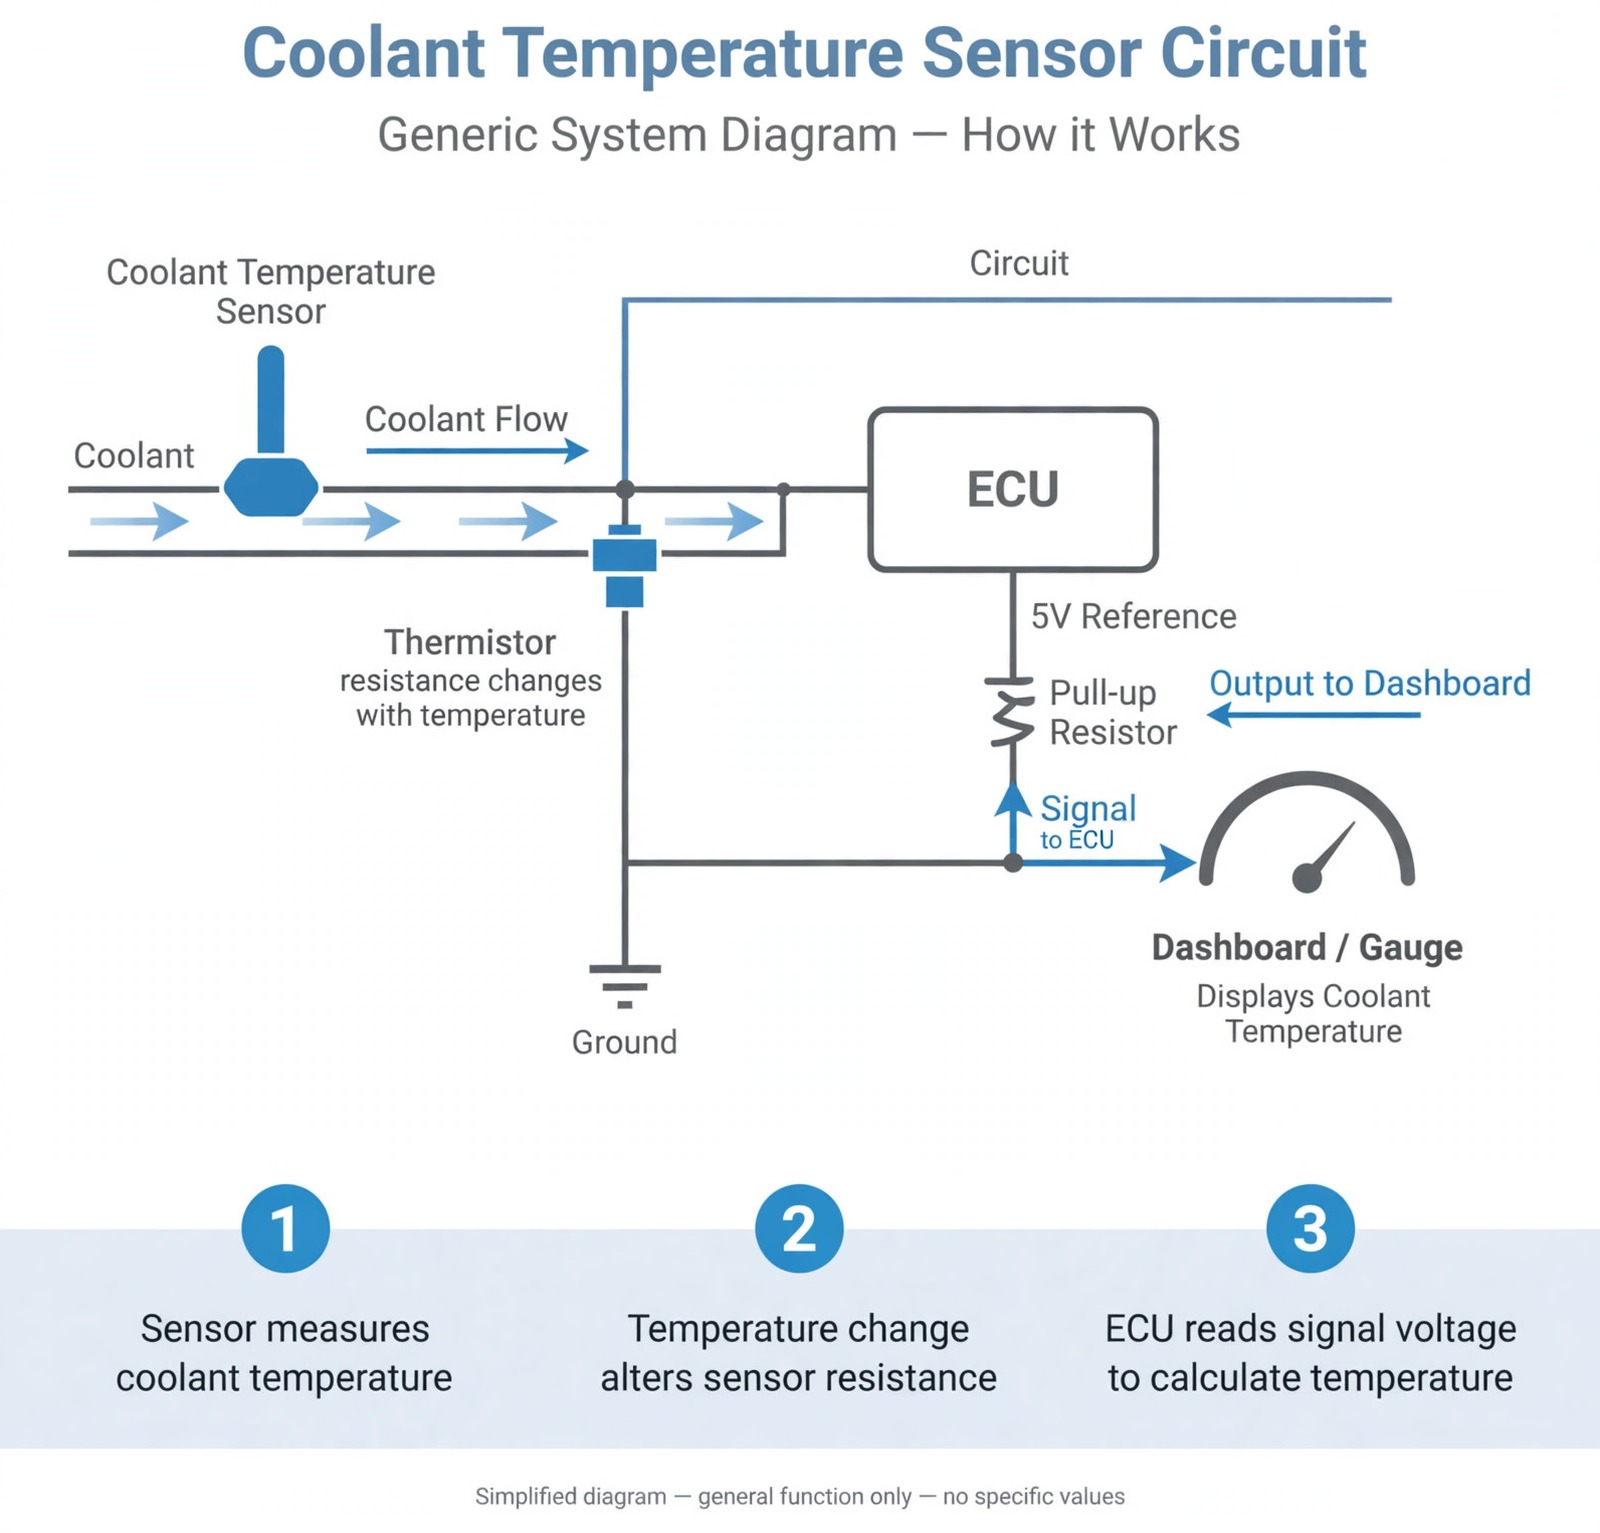 Coolant Temperature Sensor Circuit
Generic System Diagram — How it Works
Circuit
Coolant Temperature
Sensor
Coolant Flow
Coolant
ECU
5V Reference
Thermistor
resistance changes
with temperature
Pull-up
Resistor
Output to Dashboard
Signal
to ECU
Dashboard / Gauge
Displays Coolant
Temperature
Ground
1
Sensor measures
coolant temperature
2
Temperature change
alters sensor resistance
3
ECU reads signal voltage
to calculate temperature
Simplified diagram — general function only — no specific values